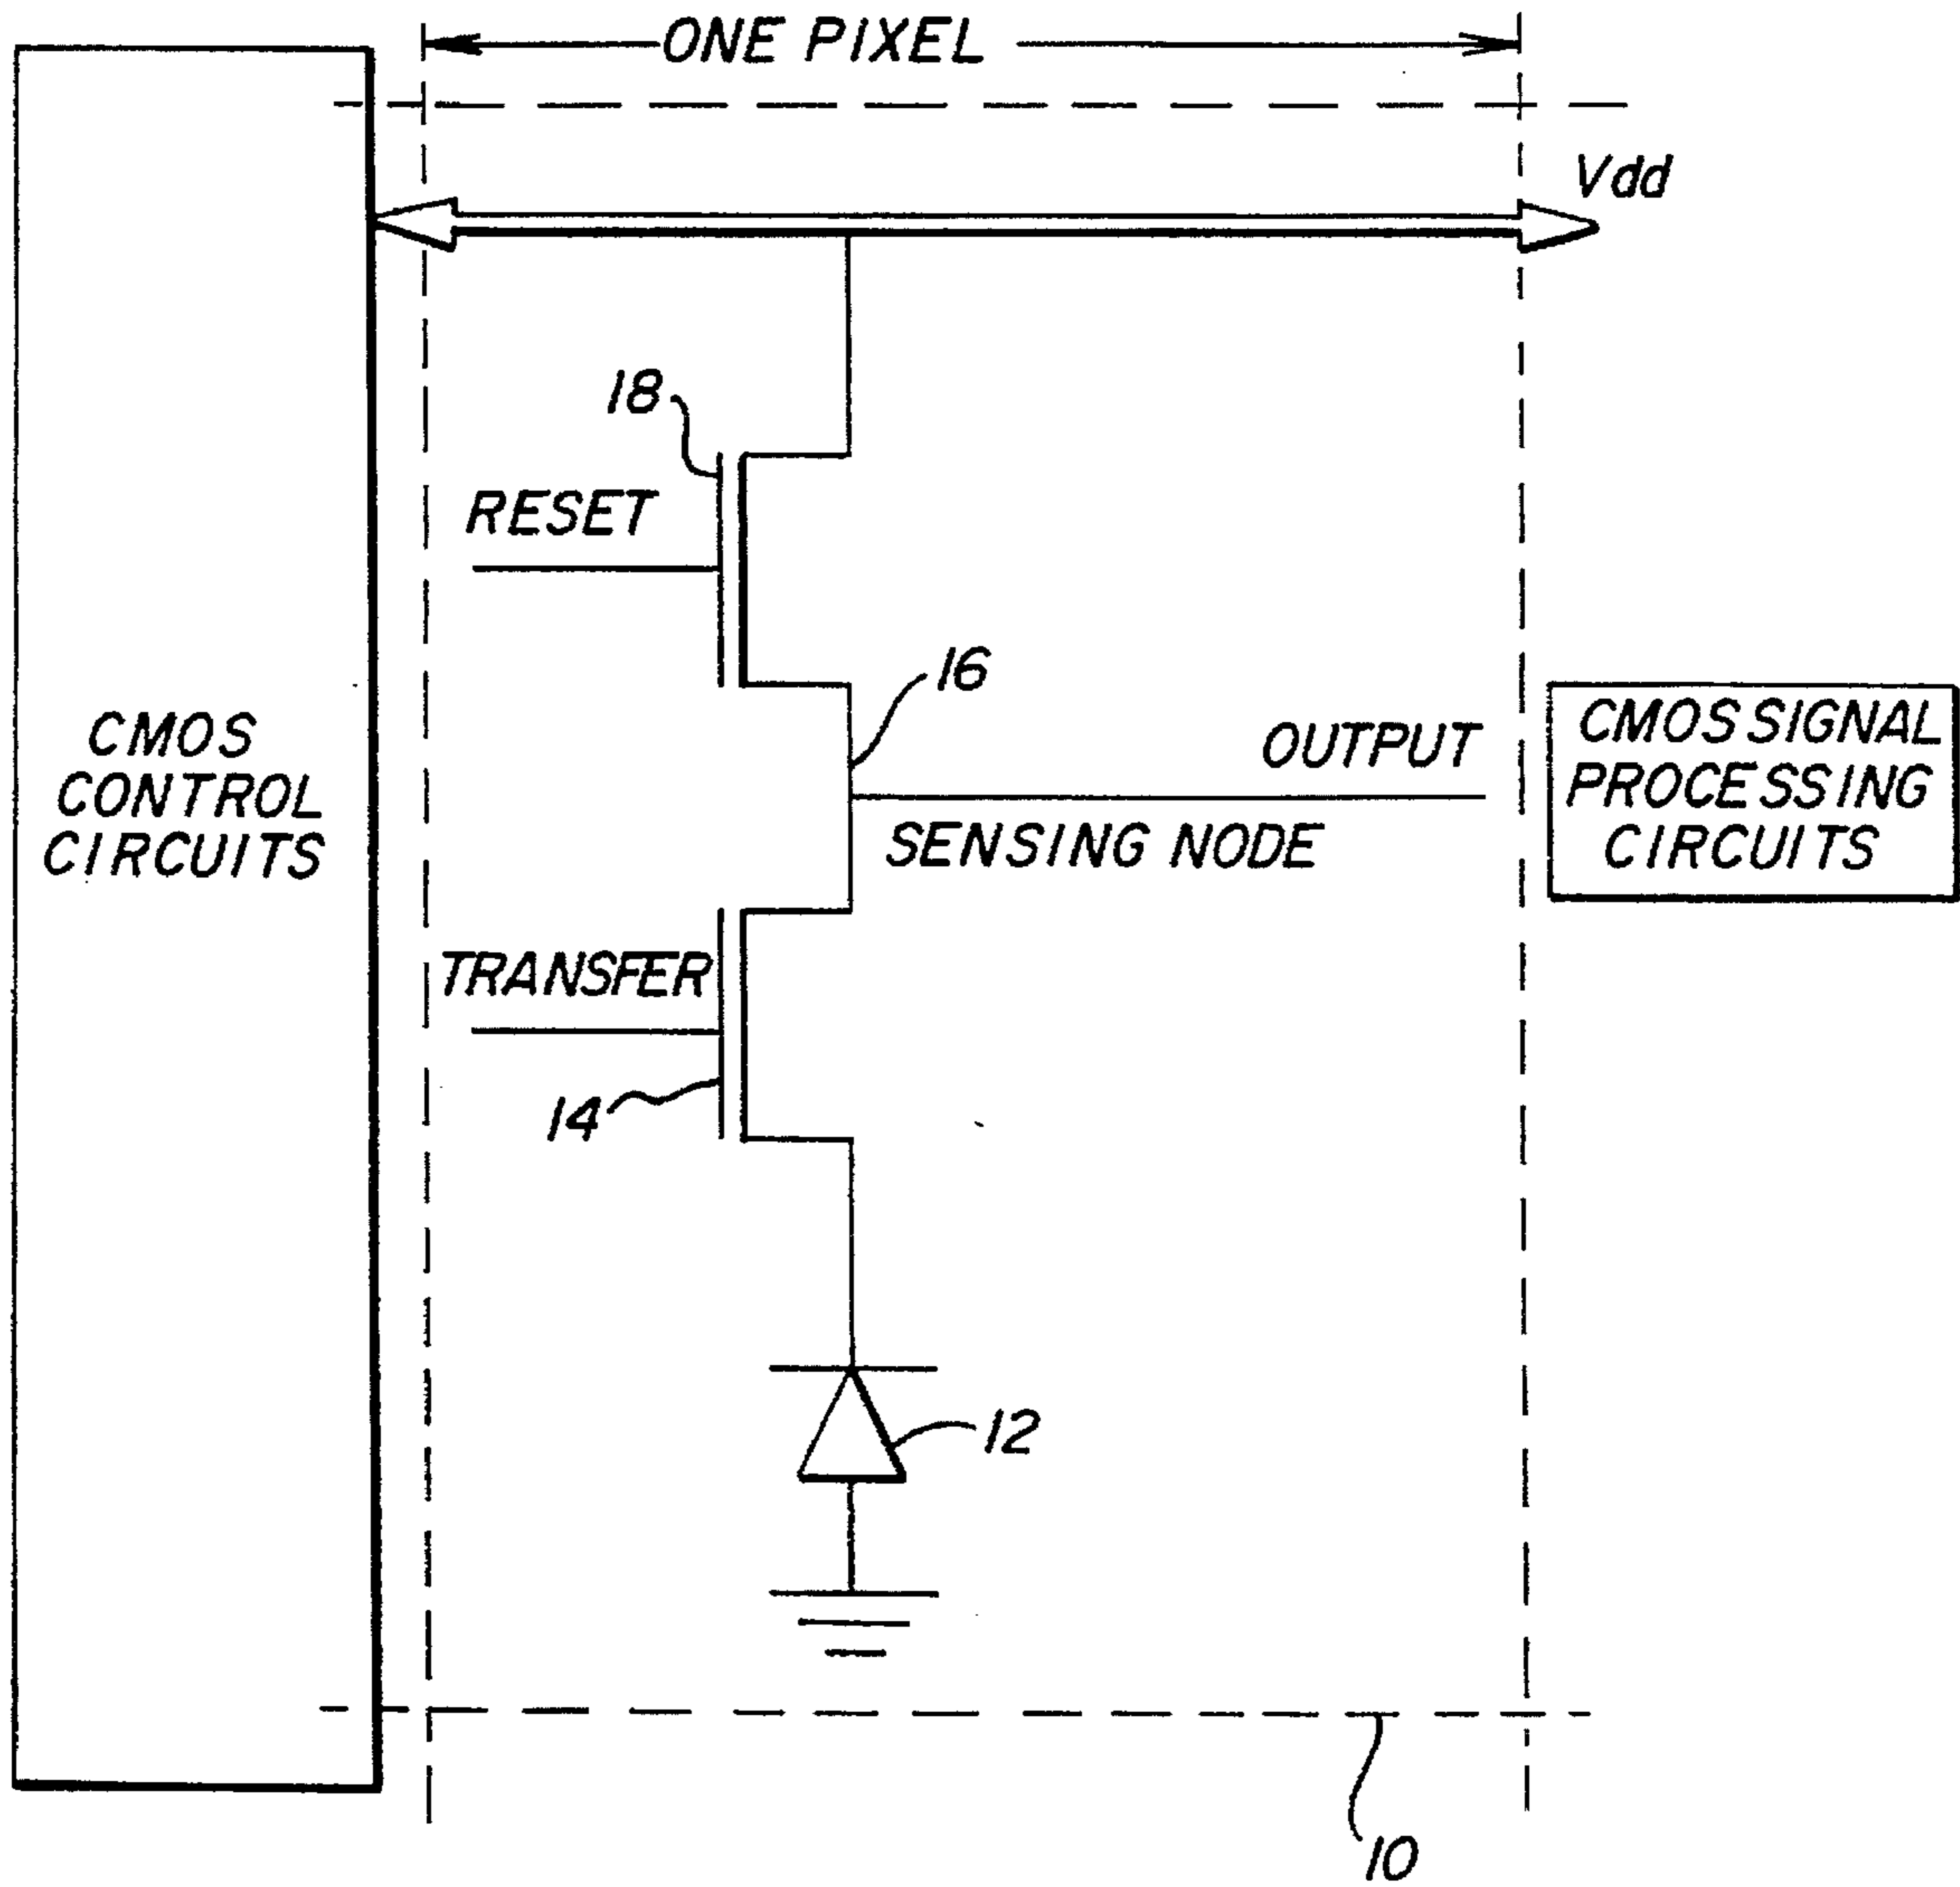 ONE PIXEL
Vdd
18
RESET
16
OUTPUT
SENSING NODE
CMOS
CONTROL
CIRCUITS
CMOS SIGNAL
PROCESSING
CIRCUITS
TRANSFER
14
12
10